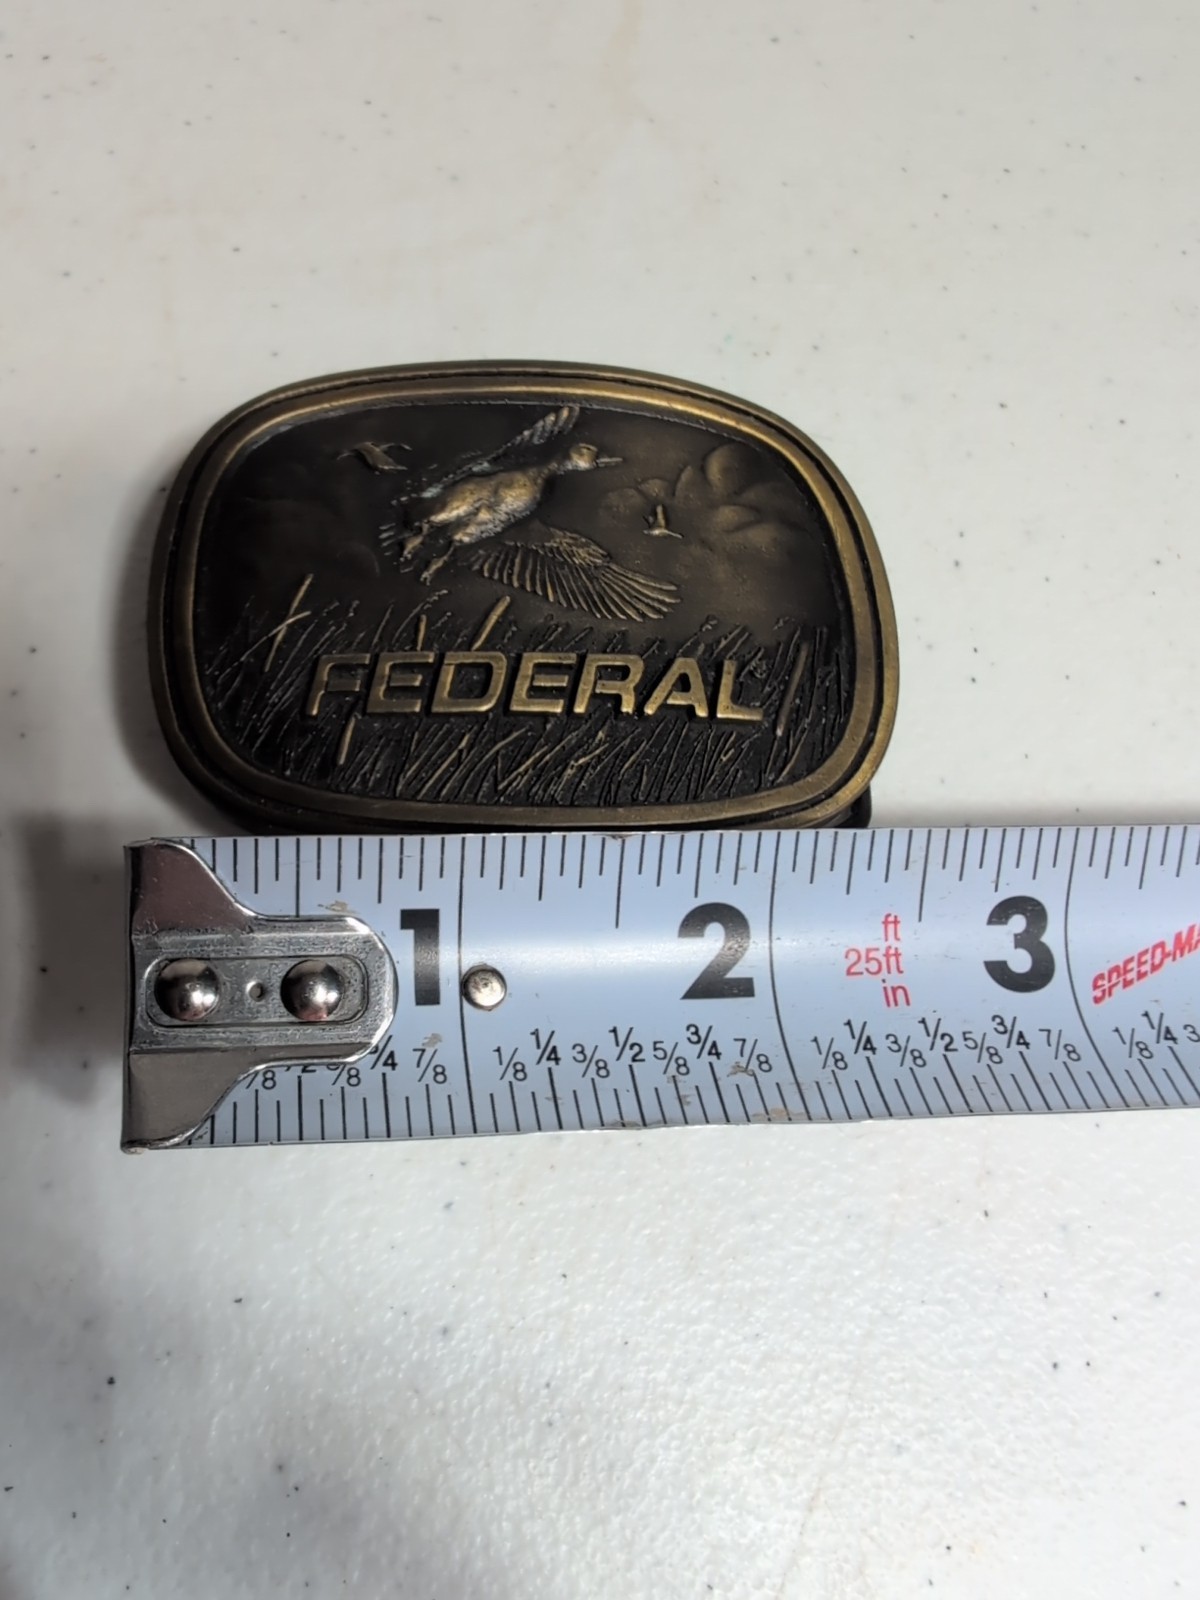 FEDERAL
1 2 3
ft
25ft
in
SPEED-MA
3/4 7/8 1/8 1/4 3/8 1/2 5/8 3/4 7/8 1/8 1/4 3/8 1/2 5/8 3/4 7/8 1/8 1/4